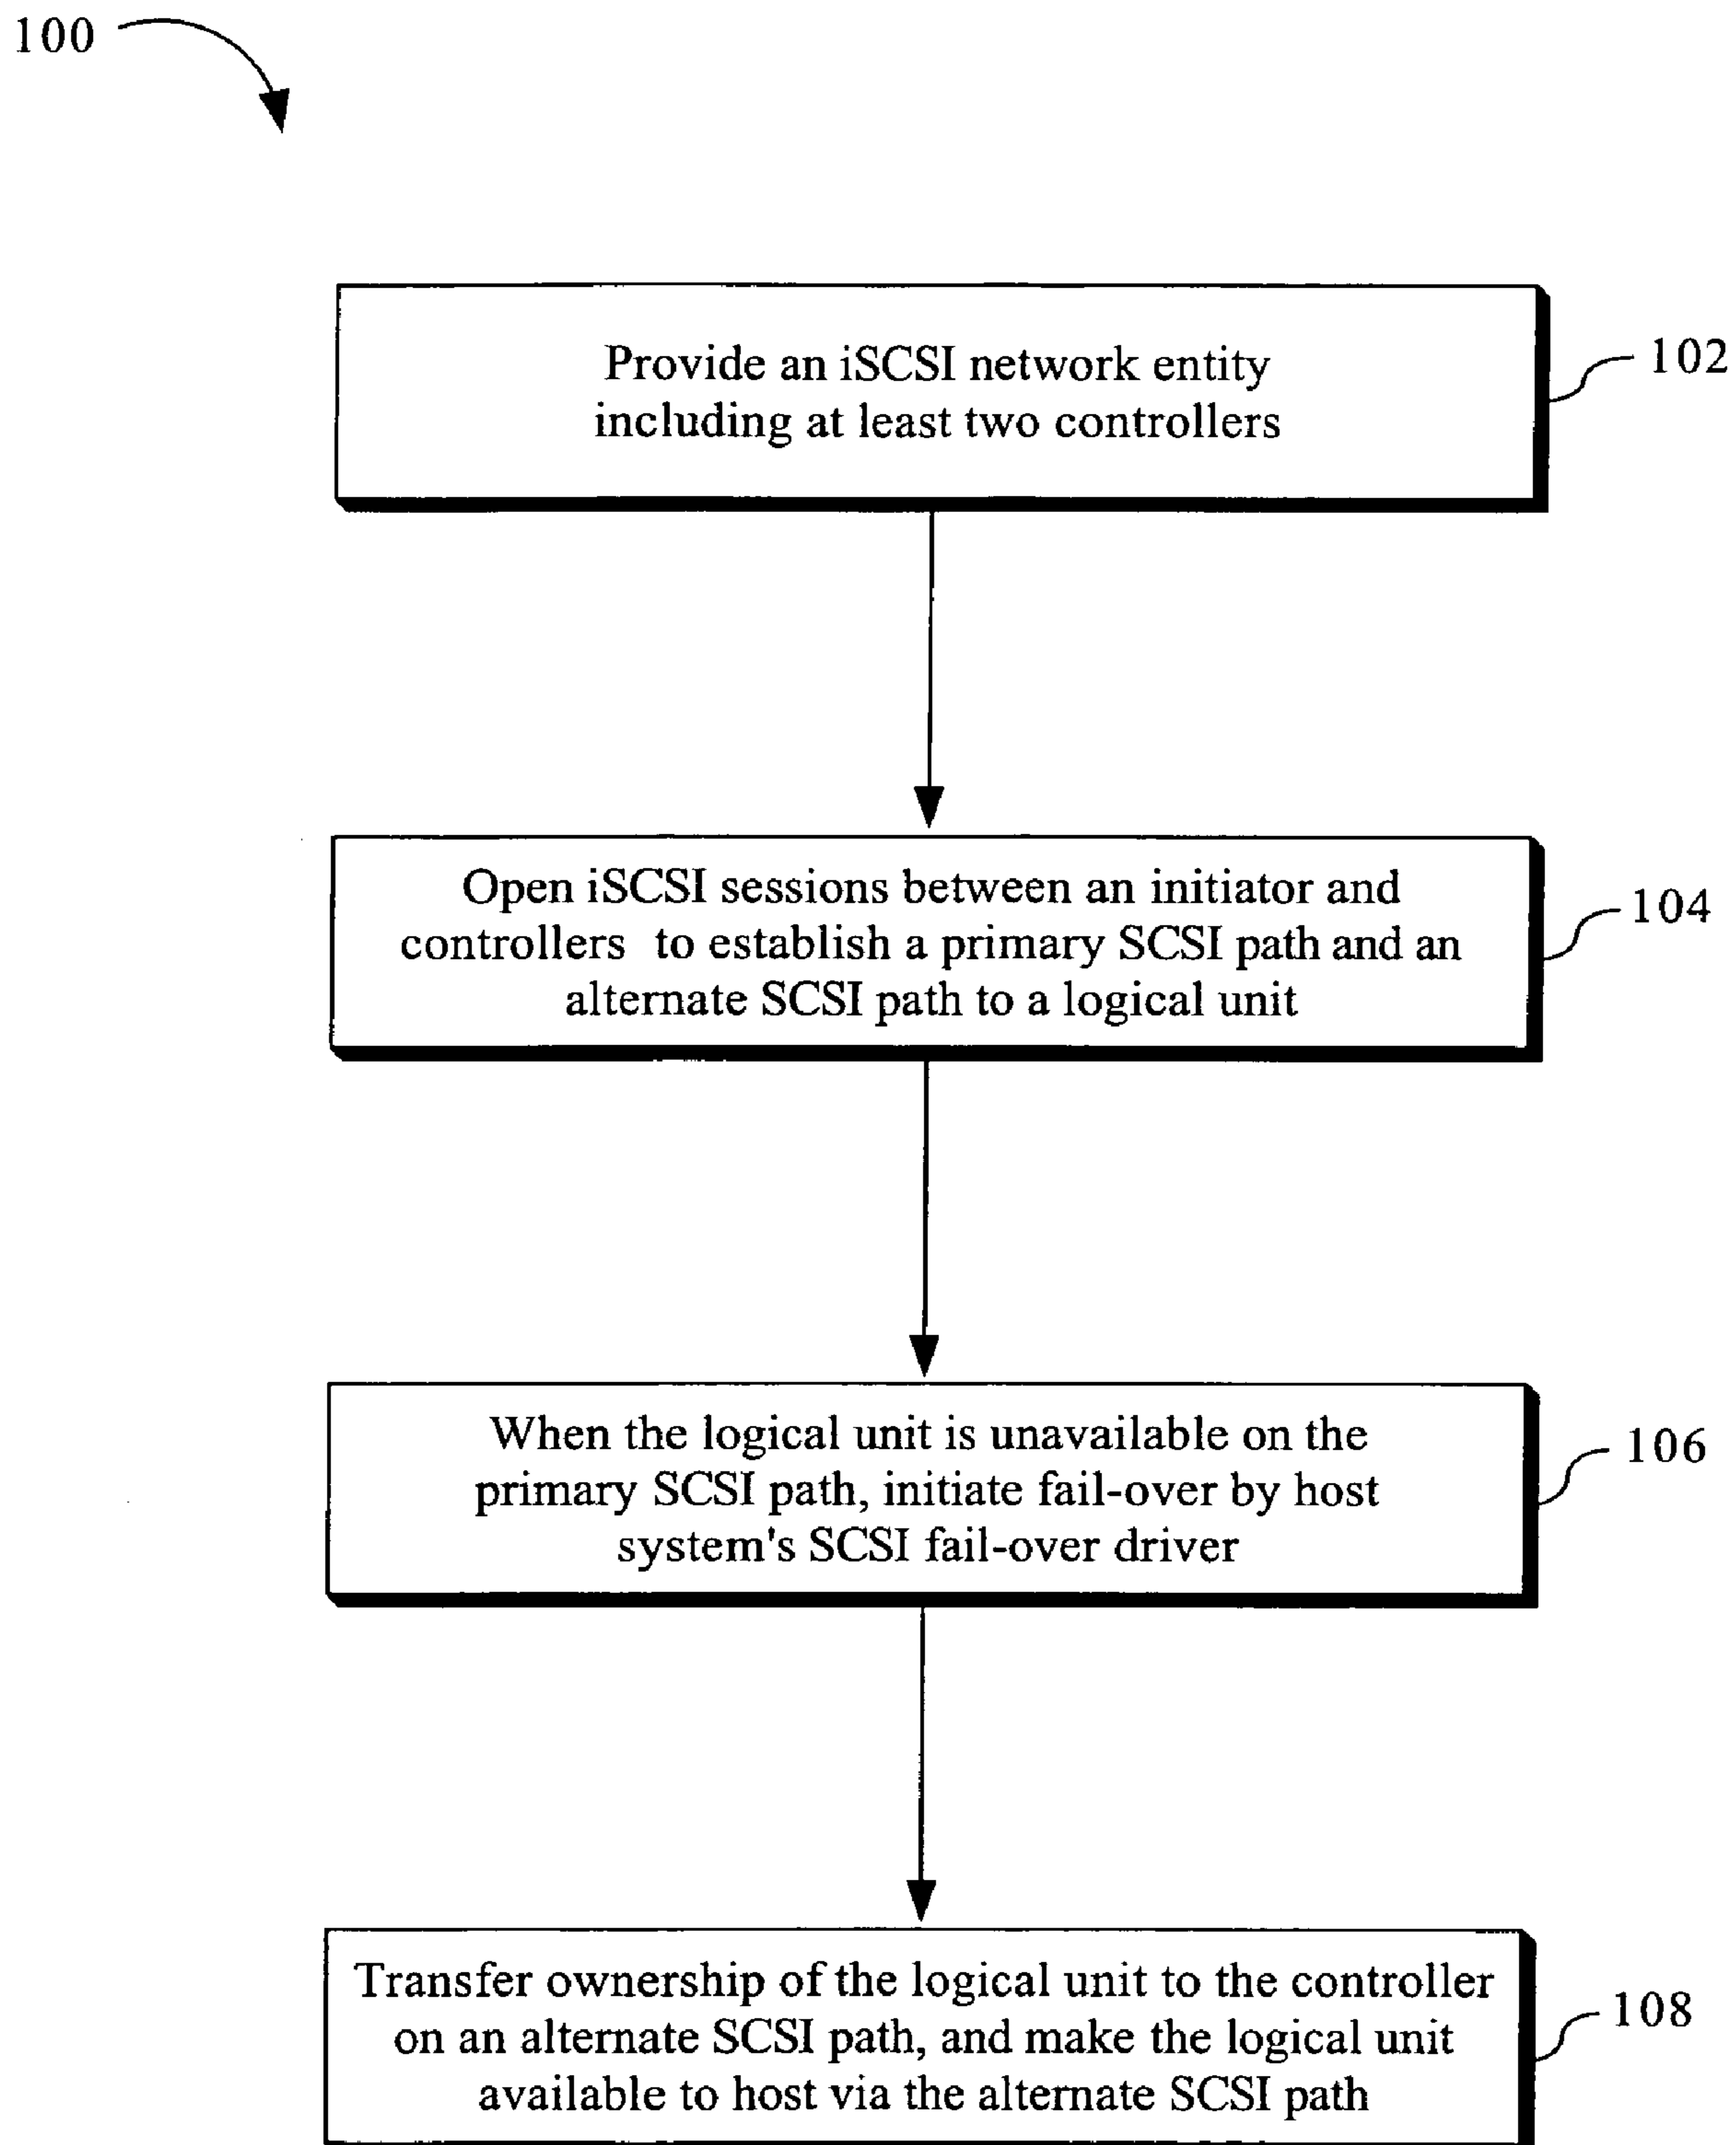 100
Provide an iSCSI network entity
including at least two controllers
102
Open iSCSI sessions between an initiator and
controllers to establish a primary SCSI path and an
alternate SCSI path to a logical unit
104
When the logical unit is unavailable on the
primary SCSI path, initiate fail-over by host
system's SCSI fail-over driver
106
Transfer ownership of the logical unit to the controller
on an alternate SCSI path, and make the logical unit
available to host via the alternate SCSI path
108